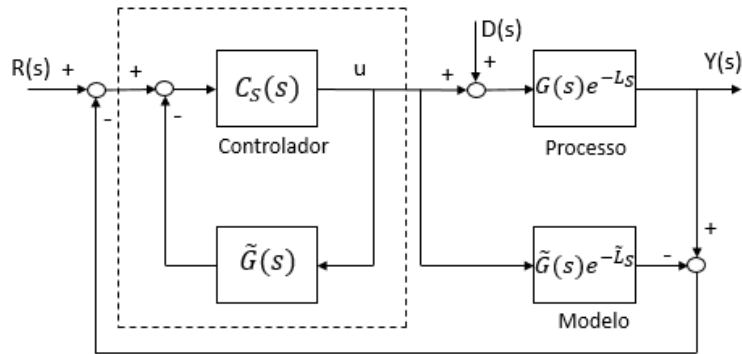 D(s)
R(s) + + - - u + +
C_S(s)
G(s)e^{-Ls}
Y(s)
Controlador
Processo
G̃(s)
G̃(s)e^{-L̃s}
- +
Modelo